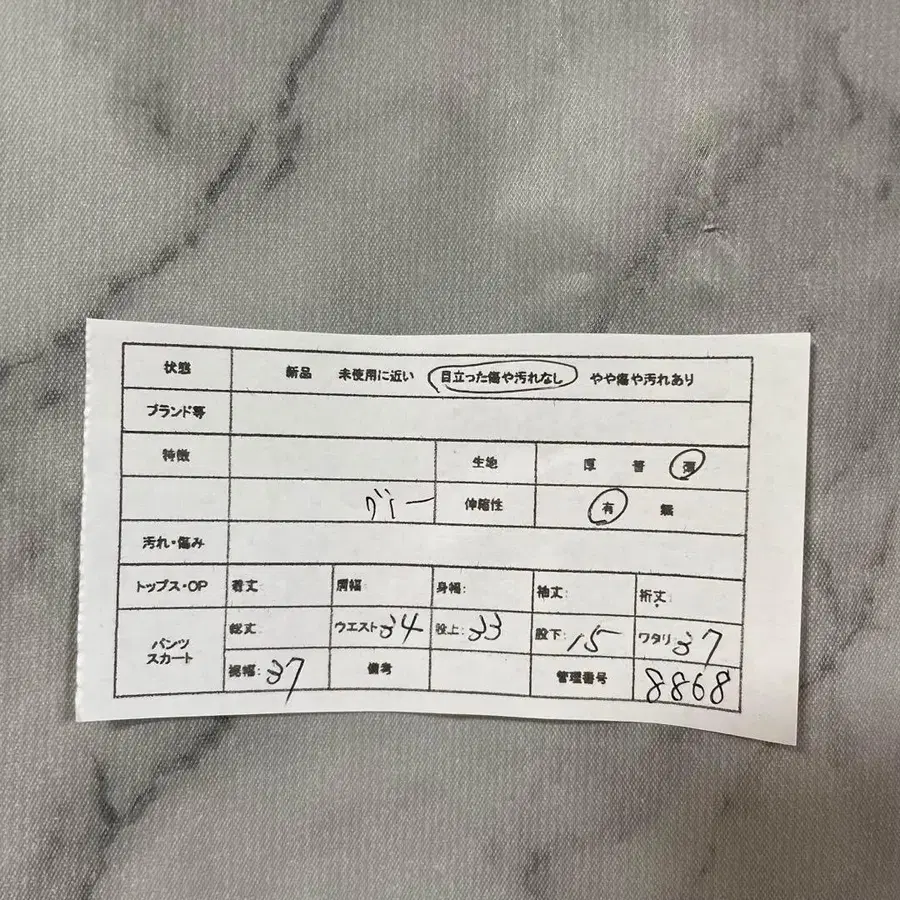 状態 新品 未使用に近い 目立った傷や汚れなし やや傷や汚れあり
ブランド等
特徴 生地 厚 普 薄
伸縮性 有 無
汚れ・傷み
トップス・OP 着丈: 肩幅: 身幅: 袖丈: 裄丈:
パンツ スカート 総丈: ウエスト34 股上:33 股下:15 ワタリ:37
裾幅:37 備考 管理番号 8868